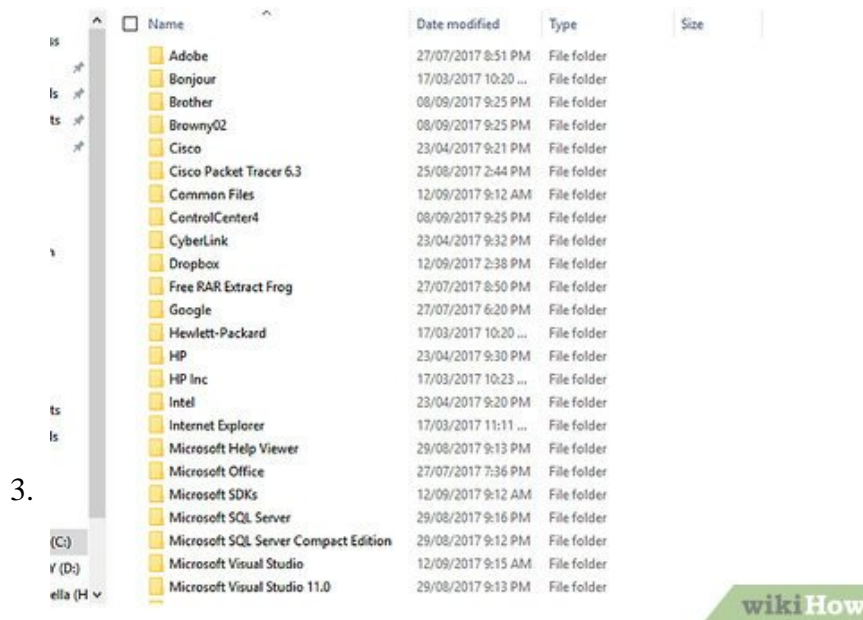 Name Date modified Type Size
ss
Adobe 27/07/2017 8:51 PM File folder
Bonjour 17/03/2017 10:20 ... File folder
ls
Brother 08/09/2017 9:25 PM File folder
ts
Browny02 08/09/2017 9:25 PM File folder
Cisco 23/04/2017 9:21 PM File folder
Cisco Packet Tracer 6.3 25/08/2017 2:44 PM File folder
Common Files 12/09/2017 9:12 AM File folder
ControlCenter4 08/09/2017 9:25 PM File folder
CyberLink 23/04/2017 9:32 PM File folder
Dropbox 12/09/2017 2:38 PM File folder
Free RAR Extract Frog 27/07/2017 8:50 PM File folder
Google 27/07/2017 6:20 PM File folder
Hewlett-Packard 17/03/2017 10:20 ... File folder
HP 23/04/2017 9:30 PM File folder
HP Inc 17/03/2017 10:23 ... File folder
Intel 23/04/2017 9:20 PM File folder
ts
Internet Explorer 17/03/2017 11:11 ... File folder
ls
Microsoft Help Viewer 29/08/2017 9:13 PM File folder
Microsoft Office 27/07/2017 7:36 PM File folder
3.
Microsoft SDKs 12/09/2017 9:12 AM File folder
Microsoft SQL Server 29/08/2017 9:16 PM File folder
(C:)
Microsoft SQL Server Compact Edition 29/08/2017 9:12 PM File folder
Y (D:)
Microsoft Visual Studio 12/09/2017 9:15 AM File folder
ella (H
Microsoft Visual Studio 11.0 29/08/2017 9:13 PM File folder
wikiHow